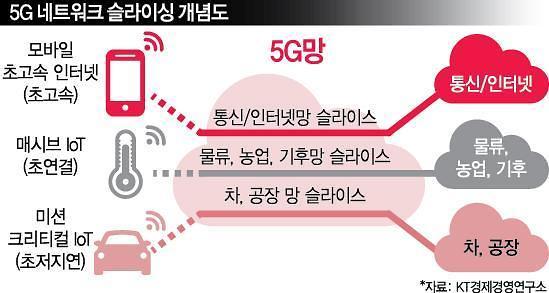 5G 네트워크 슬라이싱 개념도
모바일
초고속 인터넷
(초고속)
5G망
통신/인터넷
통신/인터넷망 슬라이스
매시브 IoT
(초연결)
물류, 농업, 기후망 슬라이스
물류,
농업, 기후
미션
크리티컬 IoT
(초저지연)
차, 공장 망 슬라이스
차, 공장
*자료: KT경제경영연구소